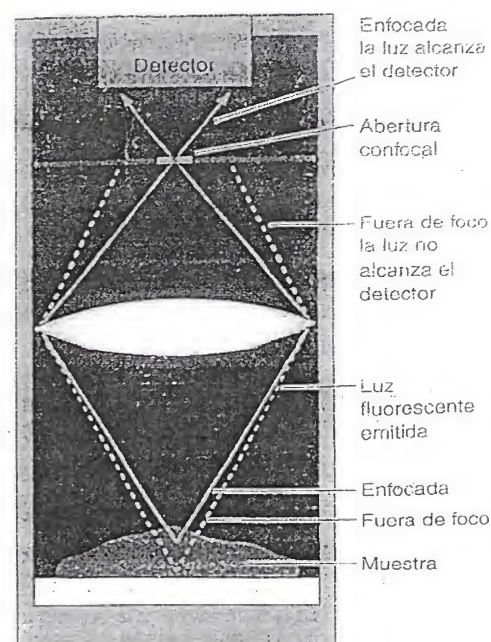 Detector
Enfocada
la luz alcanza
el detector
Abertura
confocal
Fuera de foco
la luz no
alcanza el
detector
Luz
fluorescente
emitida
Enfocada
Fuera de foco
Muestra